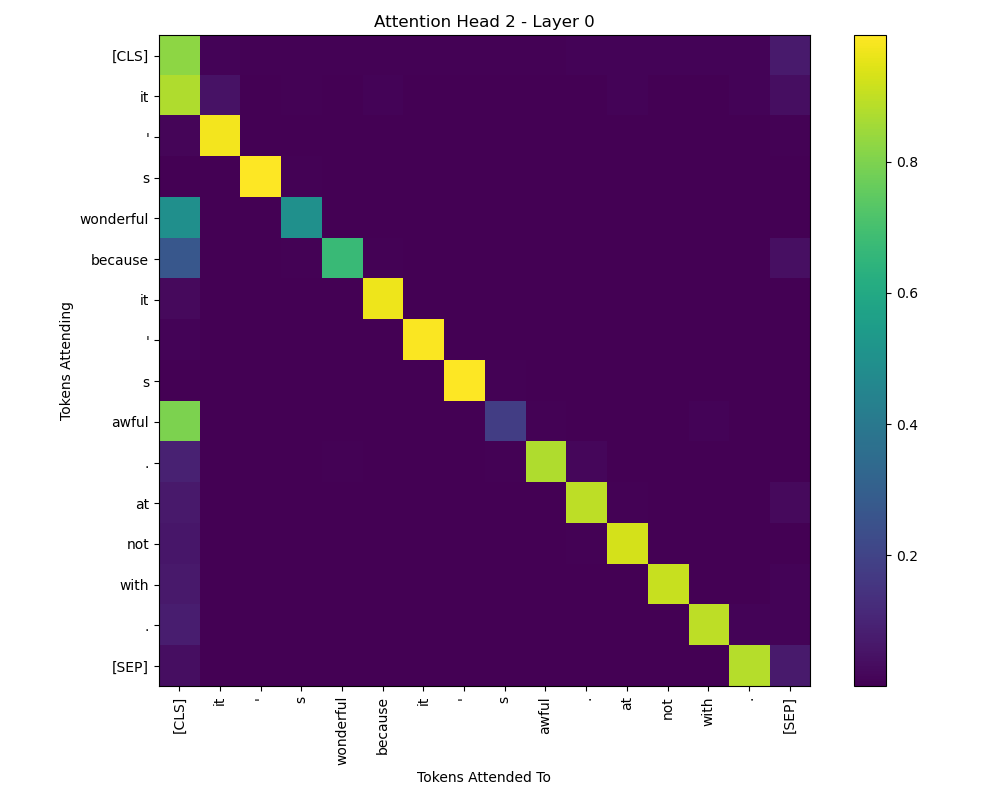 Attention Head 2 - Layer 0
[CLS]
it
'
s
wonderful
because
it
'
s
awful
.
at
not
with
.
[SEP]
Tokens Attending
[CLS]
it
'
s
wonderful
because
it
'
s
awful
.
at
not
with
.
[SEP]
Tokens Attended To
0.8
0.6
0.4
0.2